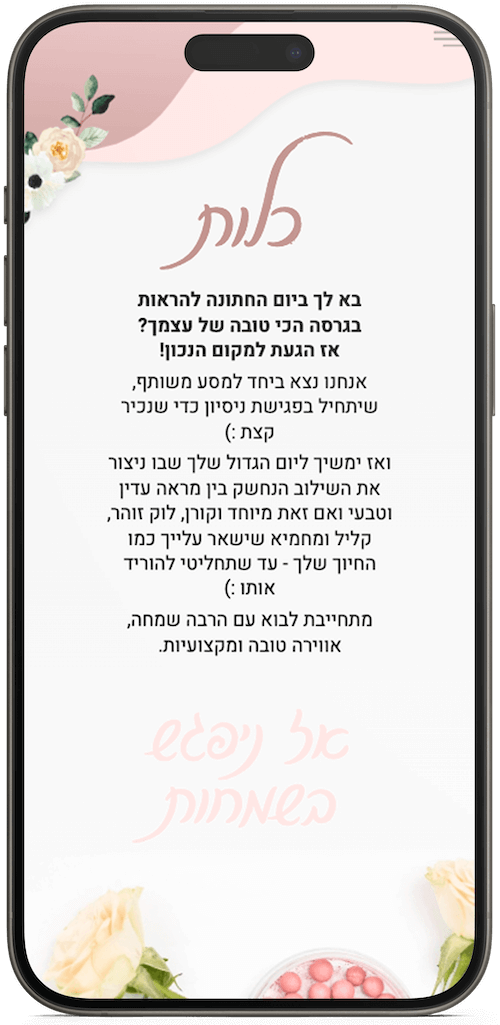 כלות
בא לך ביום החתונה להראות
בגרסה הכי טובה של עצמך?
אז הגעת למקום הנכון!
אנחנו נצא ביחד למסע משותף,
שיתחיל בפגישת ניסיון כדי שנכיר
קצת :)
ואז ימשיך ליום הגדול שלך שבו ניצור
את השילוב הנחשק בין מראה עדין
וטבעי ואם זאת מיוחד וקורן, לוק זוהר,
קליל ומחמיא שישאר עלייך כמו
החיוך שלך - עד שתחליטי להוריד
אותו :)
מתחייבת לבוא עם הרבה שמחה,
אווירה טובה ומקצועיות.
אז ניפגש
בשמחות